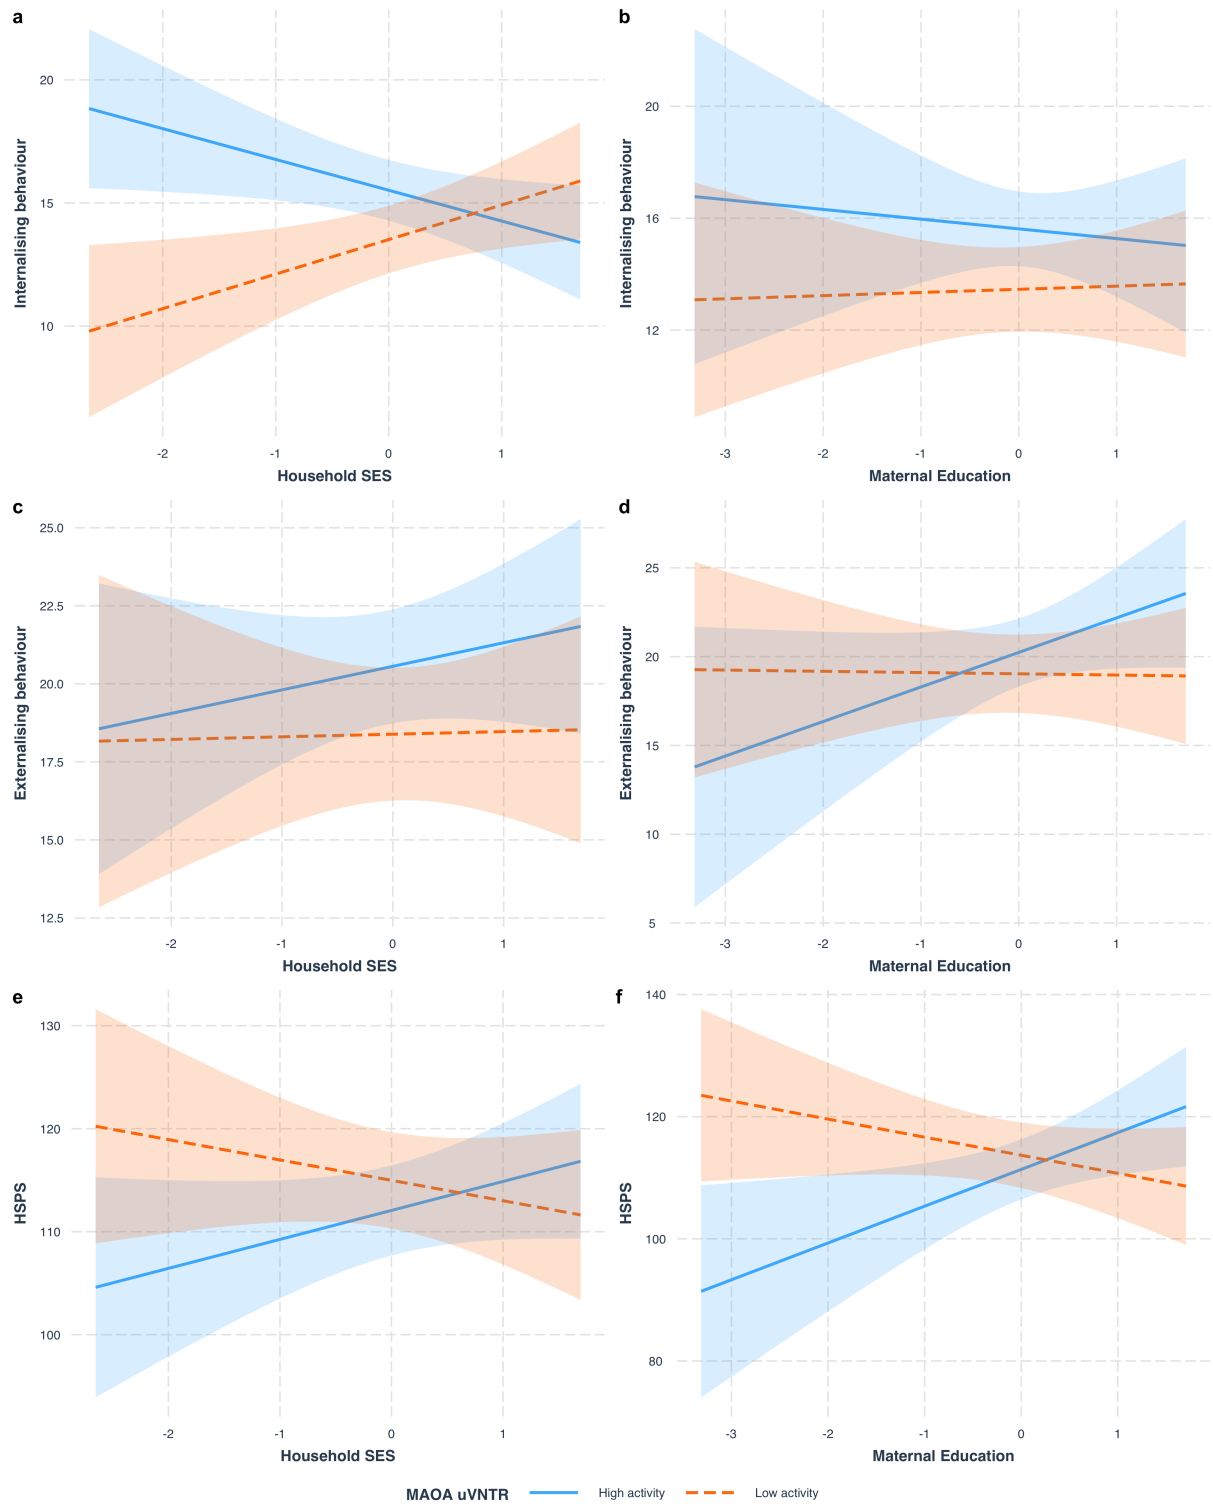 a
20
15
10
Internalising behaviour
-2 -1 0 1
Household SES
b
20
16
12
Internalising behaviour
-3 -2 -1 0 1
Maternal Education
c
25.0
22.5
20.0
17.5
15.0
12.5
Externalising behaviour
-2 -1 0 1
Household SES
d
25
20
15
10
5
Externalising behaviour
-3 -2 -1 0 1
Maternal Education
e
130
120
110
100
HSPS
-2 -1 0 1
Household SES
f
140
120
100
80
HSPS
-3 -2 -1 0 1
Maternal Education
MAOA uVNTR High activity Low activity